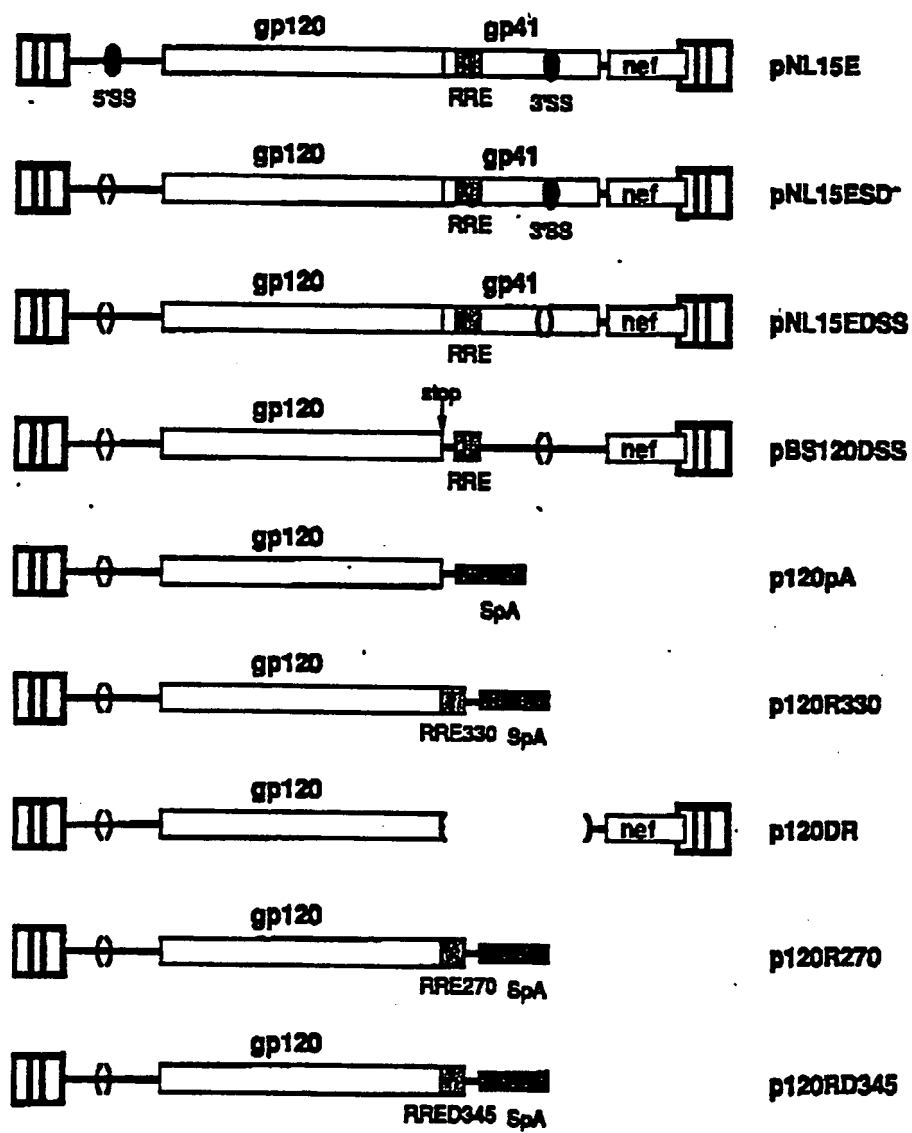 gp120 gp41
nef pNL15E
5'SS RRE 3'SS
gp120 gp41
nef pNL15ESD-
RRE 3'SS
gp120 gp41
nef pNL15EDSS
RRE
stop
gp120
nef pBS120DSS
RRE
gp120
p120pA
SpA
gp120
p120R330
RRE330 SpA
gp120
nef p120DR
gp120
p120R270
RRE270 SpA
gp120
p120RD345
RRED345 SpA